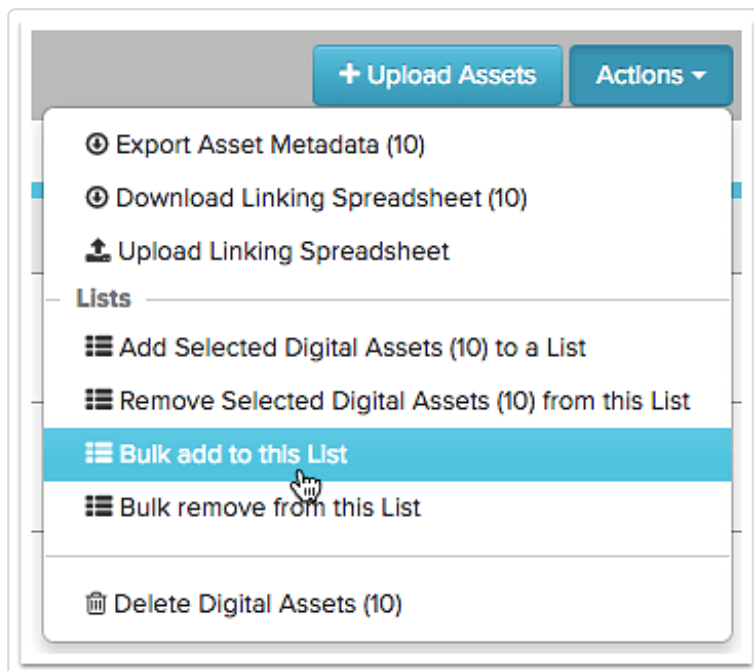 + Upload Assets
Actions
Export Asset Metadata (10)
Download Linking Spreadsheet (10)
Upload Linking Spreadsheet
Lists
Add Selected Digital Assets (10) to a List
Remove Selected Digital Assets (10) from this List
Bulk add to this List
Bulk remove from this List
Delete Digital Assets (10)